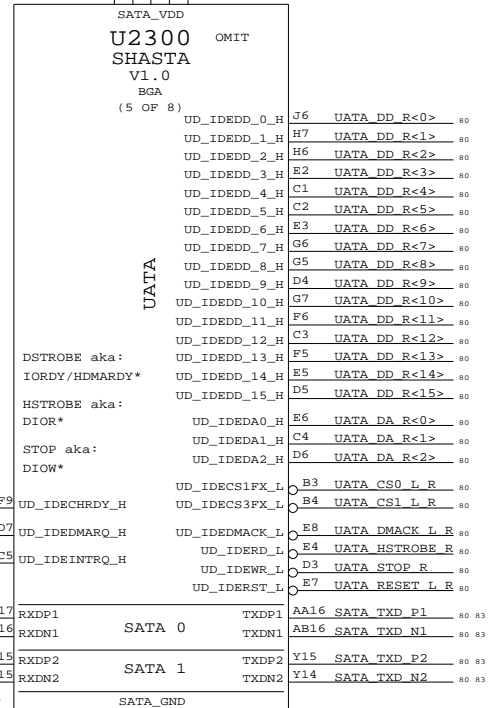 SATA_VDD
U2300 OMIT
SHASTA
V1.0
BGA
(5 OF 8)
UD_IDEDD_0_H J6 UATA_DD_R<0> 80
UD_IDEDD_1_H H7 UATA_DD_R<1> 80
UD_IDEDD_2_H H6 UATA_DD_R<2> 80
UD_IDEDD_3_H E2 UATA_DD_R<3> 80
UD_IDEDD_4_H C1 UATA_DD_R<4> 80
UD_IDEDD_5_H C2 UATA_DD_R<5> 80
UD_IDEDD_6_H E3 UATA_DD_R<6> 80
UD_IDEDD_7_H G6 UATA_DD_R<7> 80
UD_IDEDD_8_H G5 UATA_DD_R<8> 80
UD_IDEDD_9_H D4 UATA_DD_R<9> 80
UD_IDEDD_10_H G7 UATA_DD_R<10> 80
UD_IDEDD_11_H F6 UATA_DD_R<11> 80
UD_IDEDD_12_H C3 UATA_DD_R<12> 80
UD_IDEDD_13_H F5 UATA_DD_R<13> 80
UD_IDEDD_14_H E5 UATA_DD_R<14> 80
UD_IDEDD_15_H D5 UATA_DD_R<15> 80
UATA
DSTROBE aka:
IORDY/HDMARDY*
HSTROBE aka:
DIOR*
STOP aka:
DIOW*
UD_IDEDA0_H E6 UATA_DA_R<0> 80
UD_IDEDA1_H C4 UATA_DA_R<1> 80
UD_IDEDA2_H D6 UATA_DA_R<2> 80
UD_IDECS1FX_L B3 UATA_CS0_L_R 80
UD_IDECS3FX_L B4 UATA_CS1_L_R 80
F9 UD_IDECHRDY_H
D7 UD_IDEDMARQ_H
C5 UD_IDEINTRQ_H
UD_IDEDMACK_L E8 UATA_DMACK_L_R 80
UD_IDERD_L E4 UATA_HSTROBE_R 80
UD_IDEWR_L D3 UATA_STOP_R 80
UD_IDERST_L E7 UATA_RESET_L_R 80
17 RXDP1 TXDP1 AA16 SATA_TXD_P1 80 83
16 RXDN1 SATA 0 TXDN1 AB16 SATA_TXD_N1 80 83
15 RXDP2 TXDP2 Y15 SATA_TXD_P2 80 83
15 RXDN2 SATA 1 TXDN2 Y14 SATA_TXD_N2 80 83
SATA_GND